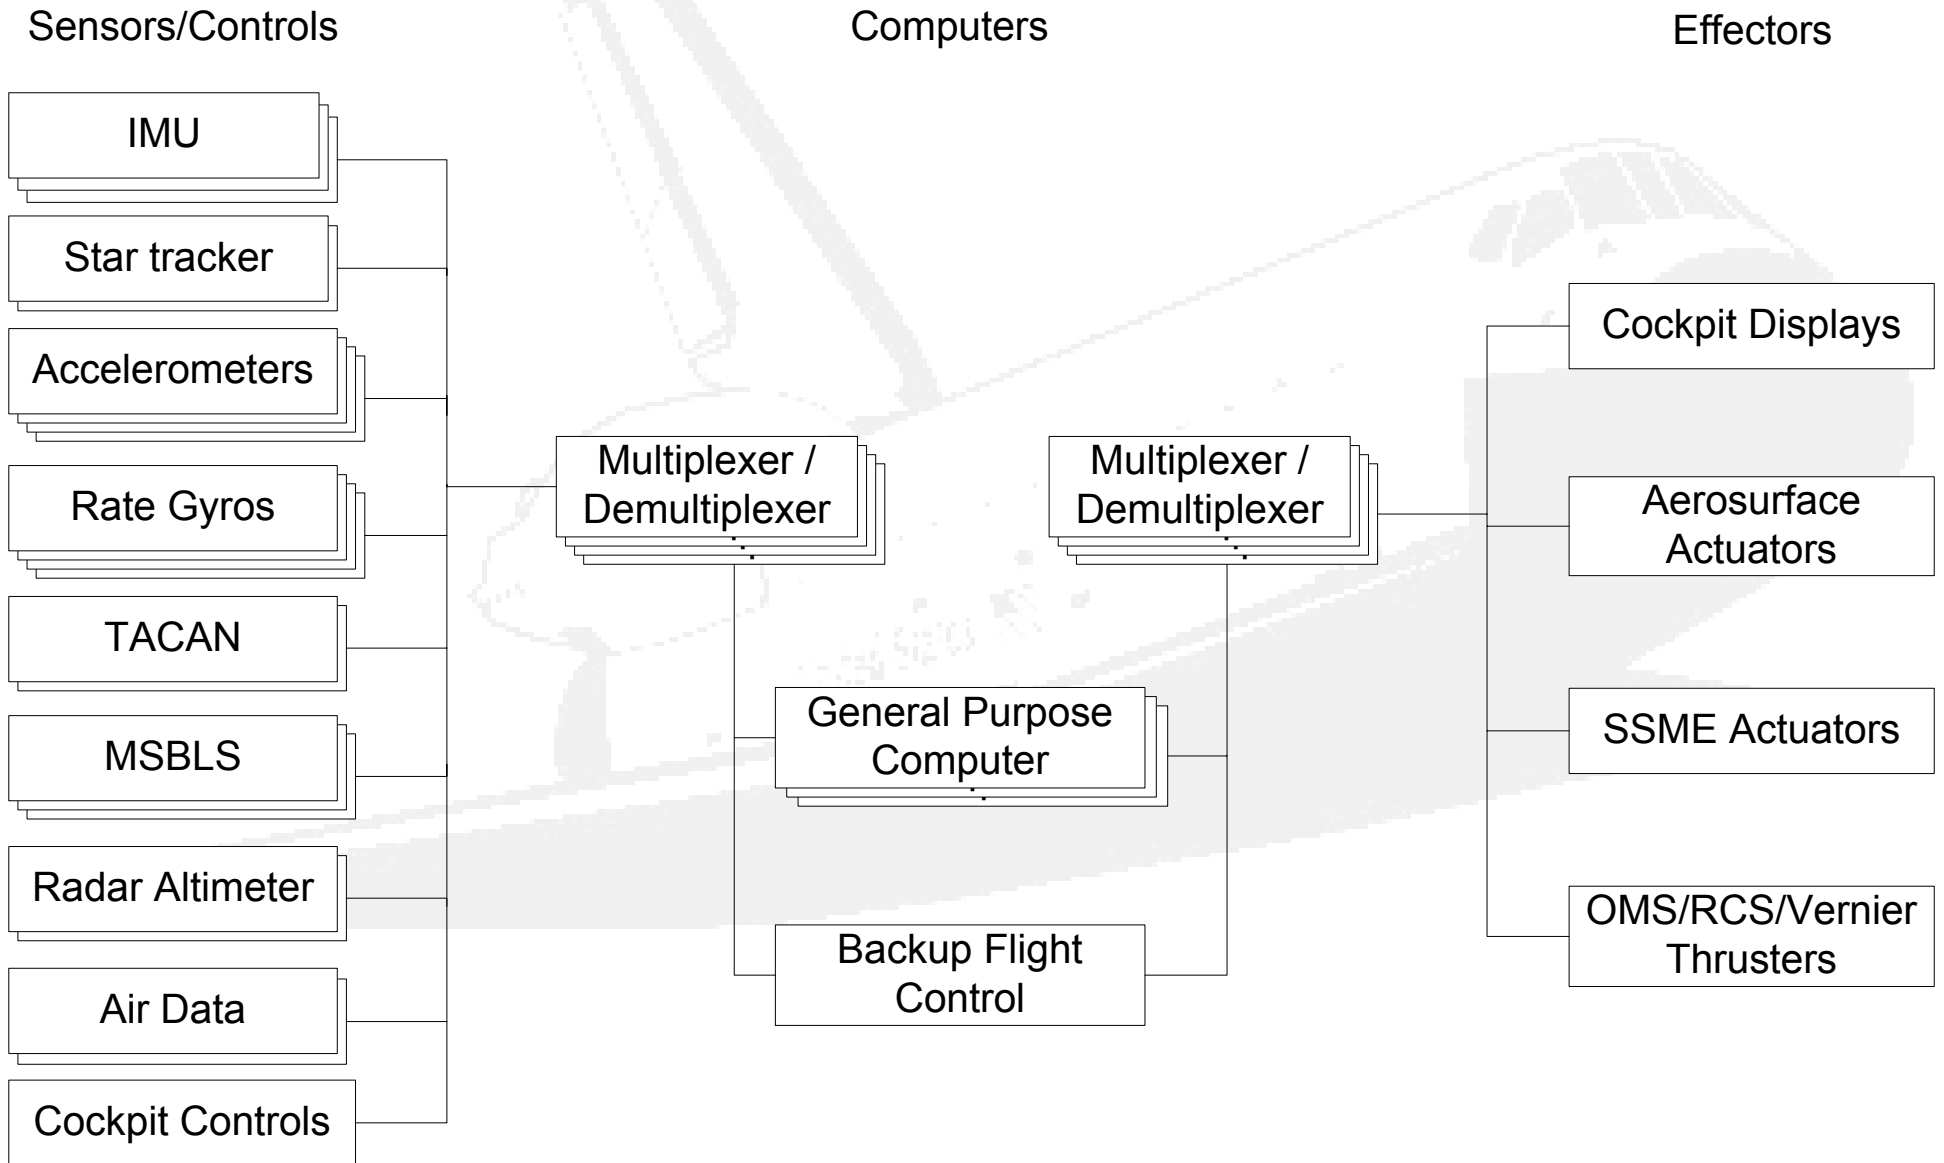 Sensors/Controls
Computers
Effectors
IMU
Star tracker
Accelerometers
Rate Gyros
TACAN
MSBLS
Radar Altimeter
Air Data
Cockpit Controls
Multiplexer /
Demultiplexer
Multiplexer /
Demultiplexer
General Purpose
Computer
Backup Flight
Control
Cockpit Displays
Aerosurface
Actuators
SSME Actuators
OMS/RCS/Vernier
Thrusters